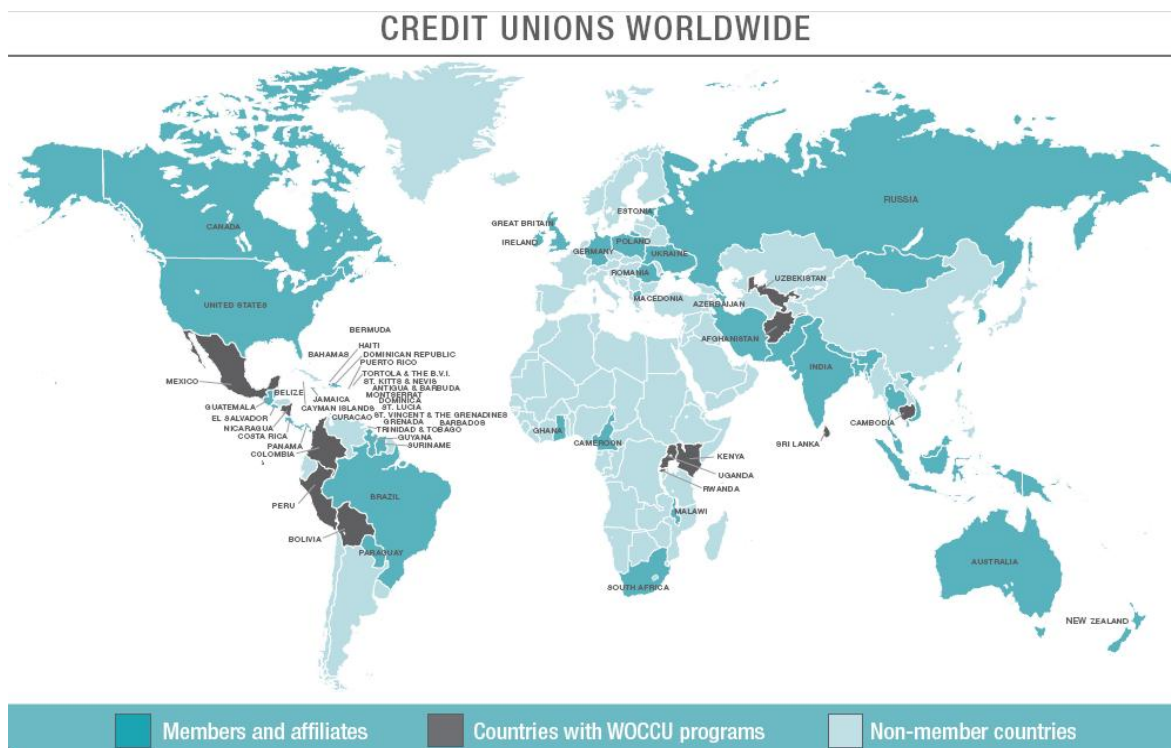 CREDIT UNIONS WORLDWIDE
CANADA
UNITED STATES
MEXICO
GUATEMALA
EL SALVADOR
NICARAGUA
COSTA RICA
PANAMA
COLOMBIA
PERU
BOLIVIA
BELIZE
BERMUDA
HAITI
BAHAMAS
DOMINICAN REPUBLIC
PUERTO RICO
TORTOLA & THE B.V.I.
ST. KITTS & NEVIS
ANTIGUA & BARBUDA
JAMAICA
MONTSERRAT
DOMINICA
CAYMAN ISLANDS
ST. LUCIA
CURACAO
ST. VINCENT & THE GRENADINES
GRENADA
BARBADOS
TRINIDAD & TOBAGO
GUYANA
SURINAME
BRAZIL
PARAGUAY
GREAT BRITAIN
IRELAND
ESTONIA
POLAND
GERMANY
UKRAINE
ROMANIA
MACEDONIA
RUSSIA
UZBEKISTAN
AZERBAIJAN
AFGHANISTAN
INDIA
CAMBODIA
SRI LANKA
GHANA
CAMEROON
KENYA
UGANDA
RWANDA
MALAWI
SOUTH AFRICA
AUSTRALIA
NEW ZEALAND
Members and affiliates
Countries with WOCCU programs
Non-member countries